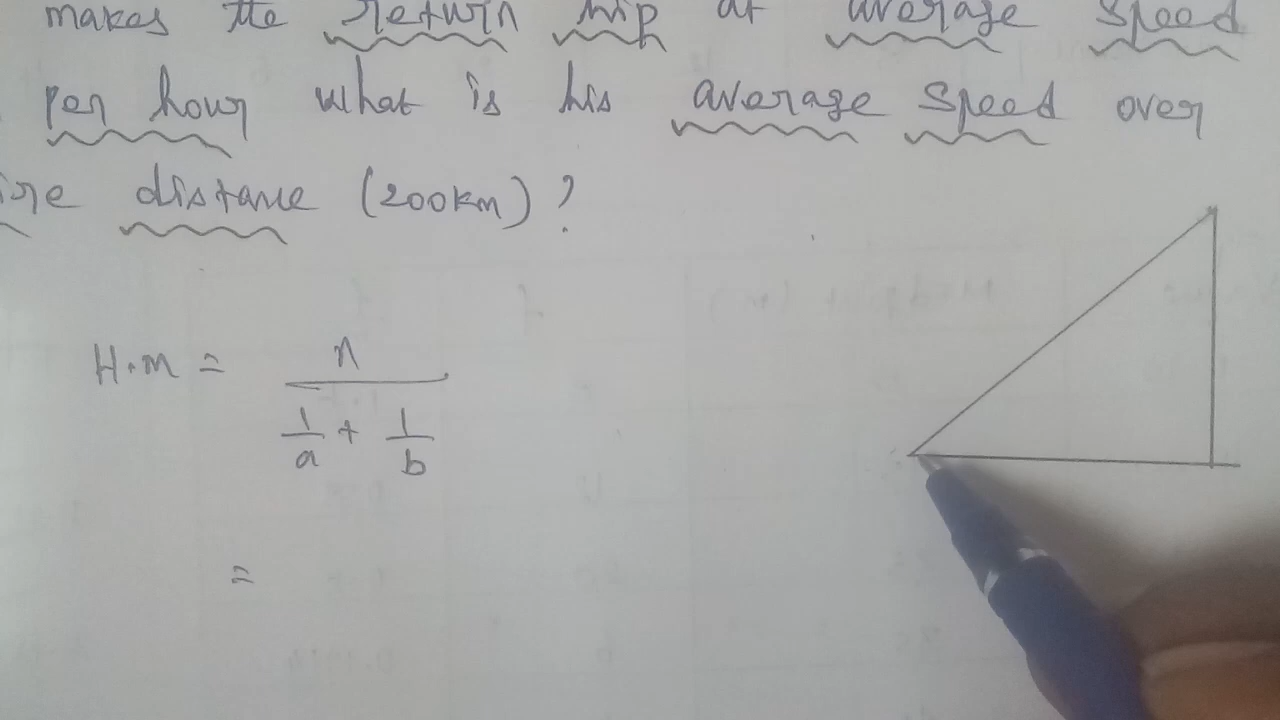 makes the return trip at average speed
per hour what is his average speed over
ire distance (200km)?
H.M = n / (1/a + 1/b)
=